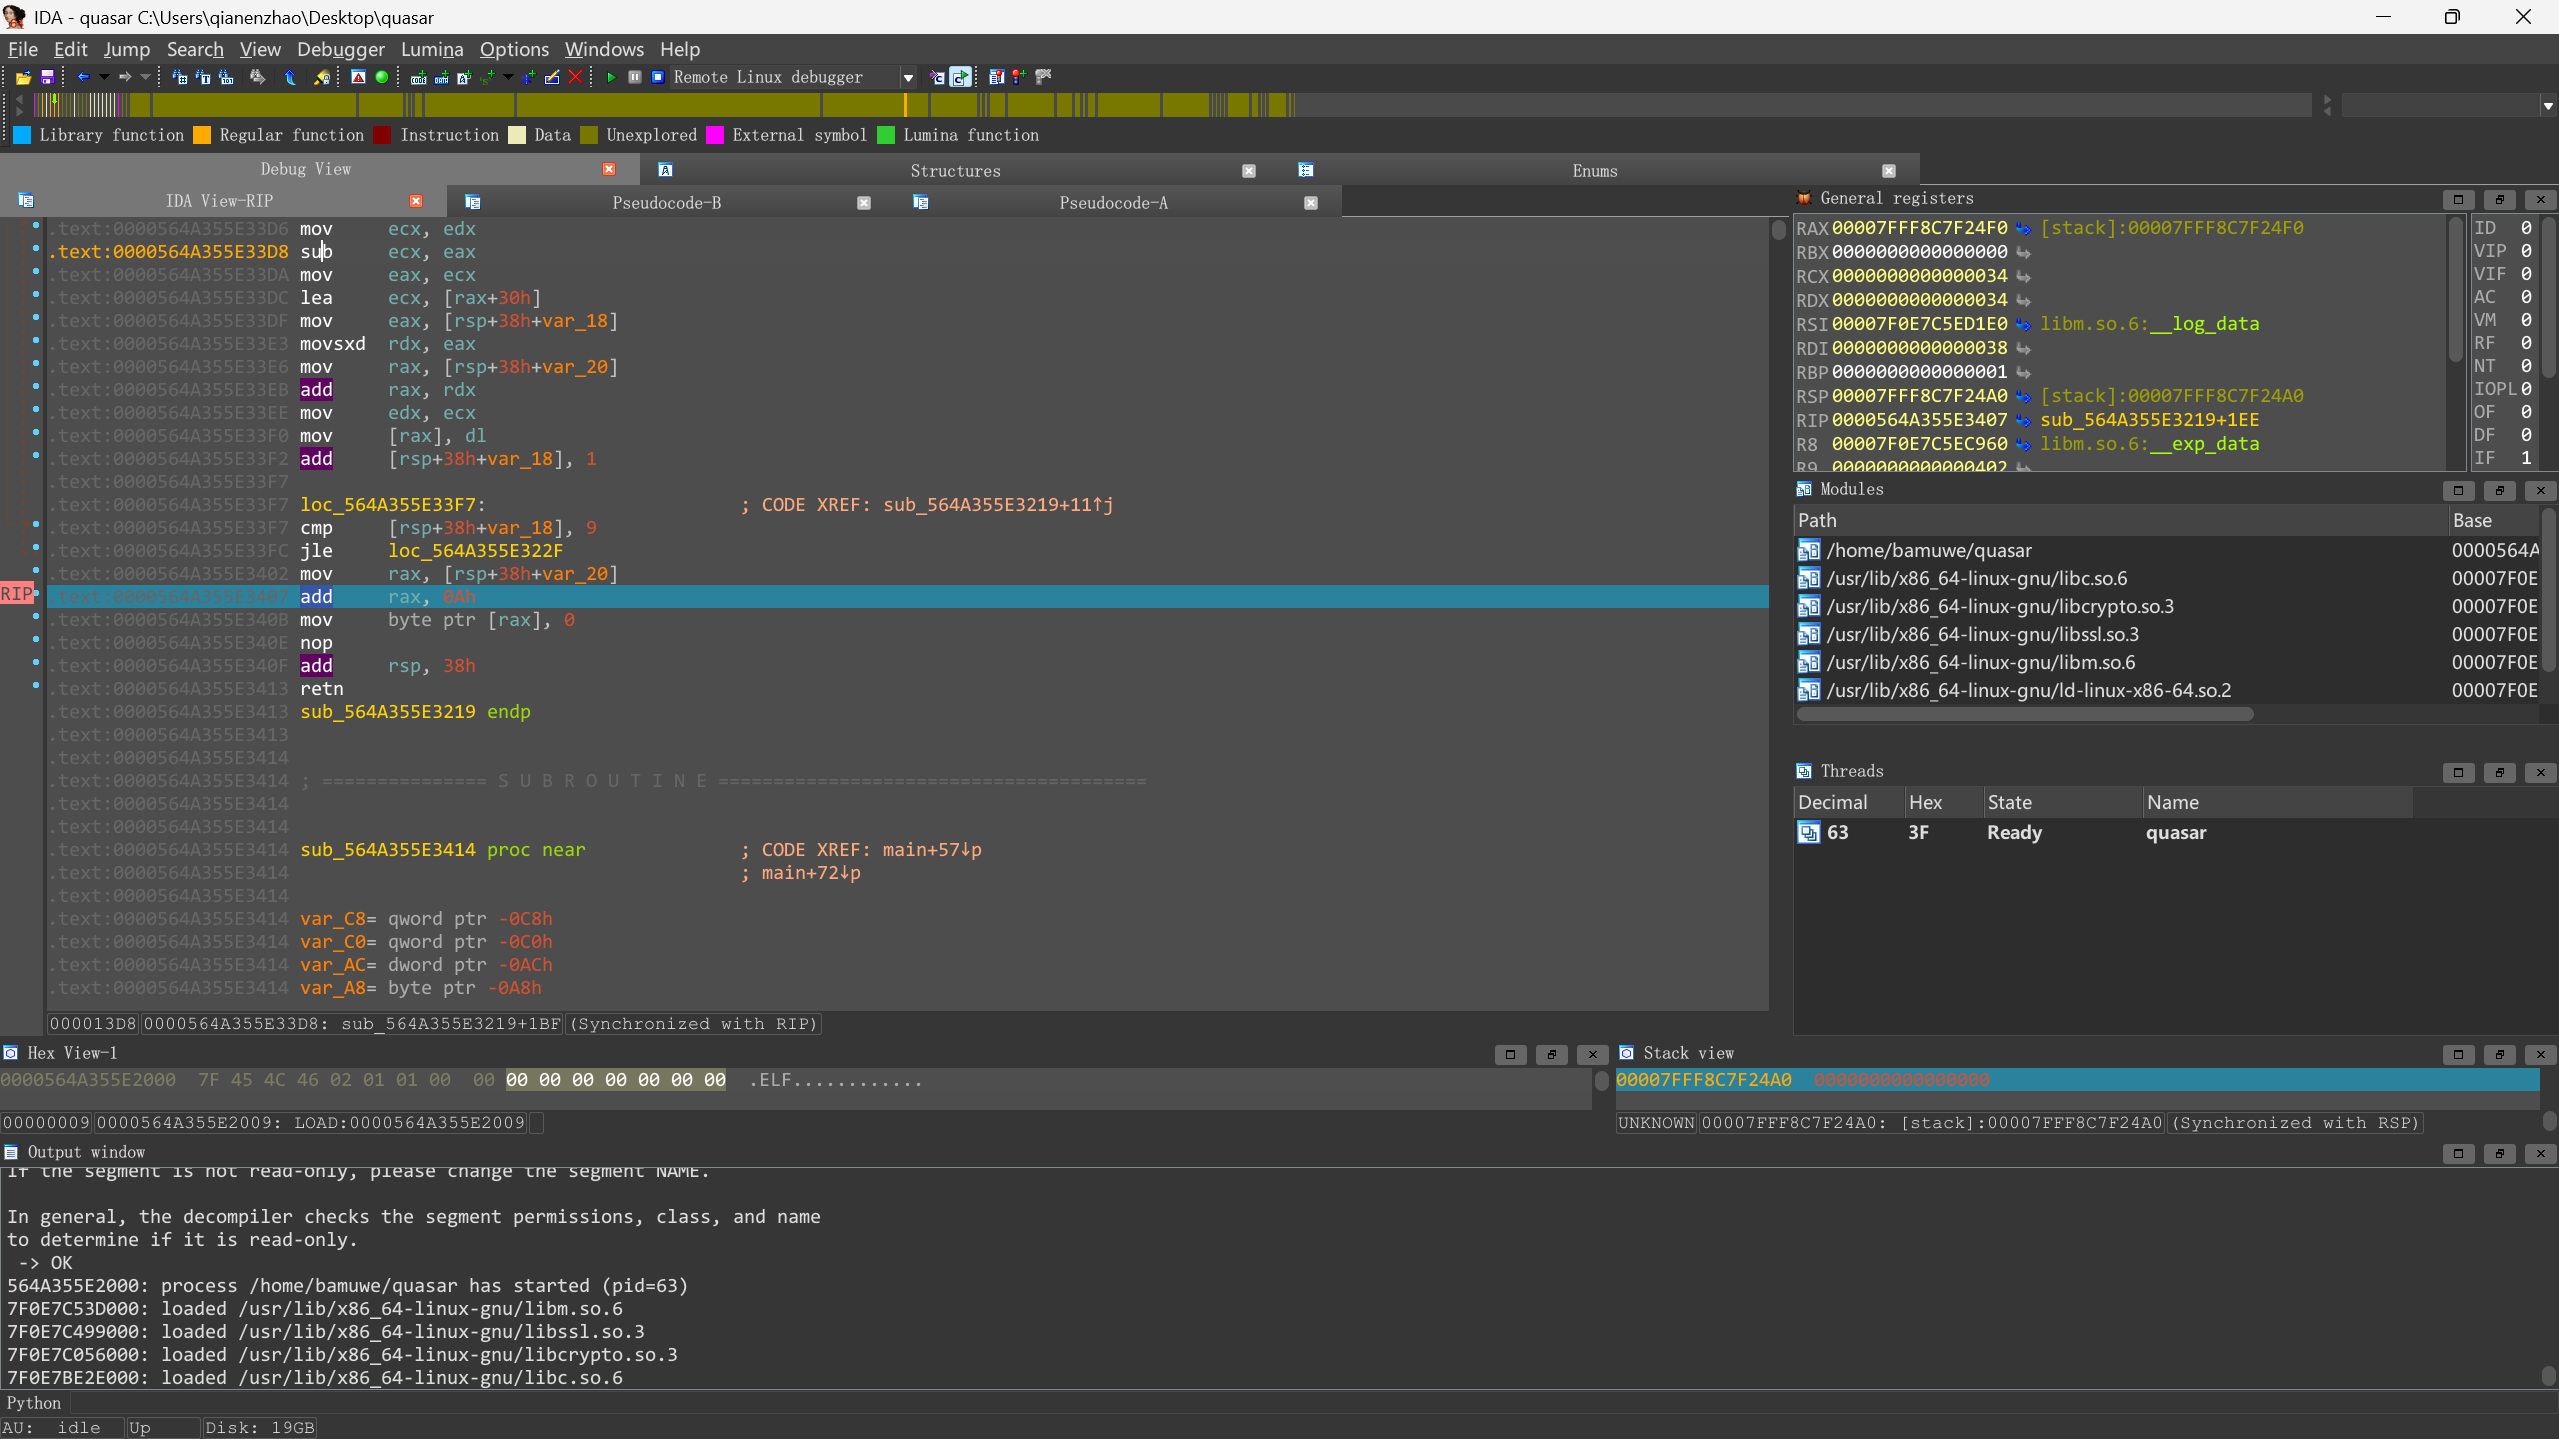 IDA - quasar C:\Users\qianenzhao\Desktop\quasar
File Edit Jump Search View Debugger Lumina Options Windows Help
Remote Linux debugger
Library function Regular function Instruction Data Unexplored External symbol Lumina function
Debug View Structures Enums
IDA View-RIP Pseudocode-B Pseudocode-A
.text:0000564A355E33D6 mov ecx, edx
.text:0000564A355E33D8 sub ecx, eax
.text:0000564A355E33DA mov eax, ecx
.text:0000564A355E33DC lea ecx, [rax+30h]
.text:0000564A355E33DF mov eax, [rsp+38h+var_18]
.text:0000564A355E33E3 movsxd rdx, eax
.text:0000564A355E33E6 mov rax, [rsp+38h+var_20]
.text:0000564A355E33EB add rax, rdx
.text:0000564A355E33EE mov edx, ecx
.text:0000564A355E33F0 mov [rax], dl
.text:0000564A355E33F2 add [rsp+38h+var_18], 1
.text:0000564A355E33F7
.text:0000564A355E33F7 loc_564A355E33F7: ; CODE XREF: sub_564A355E3219+11↑j
.text:0000564A355E33F7 cmp [rsp+38h+var_18], 9
.text:0000564A355E33FC jle loc_564A355E322F
.text:0000564A355E3402 mov rax, [rsp+38h+var_20]
RIP .text:0000564A355E3407 add rax, 0Ah
.text:0000564A355E340B mov byte ptr [rax], 0
.text:0000564A355E340E nop
.text:0000564A355E340F add rsp, 38h
.text:0000564A355E3413 retn
.text:0000564A355E3413 sub_564A355E3219 endp
.text:0000564A355E3413
.text:0000564A355E3414
.text:0000564A355E3414 ; =============== S U B R O U T I N E =======================================
.text:0000564A355E3414
.text:0000564A355E3414
.text:0000564A355E3414 sub_564A355E3414 proc near ; CODE XREF: main+57↓p
.text:0000564A355E3414 ; main+72↓p
.text:0000564A355E3414
.text:0000564A355E3414 var_C8= qword ptr -0C8h
.text:0000564A355E3414 var_C0= qword ptr -0C0h
.text:0000564A355E3414 var_AC= dword ptr -0ACh
.text:0000564A355E3414 var_A8= byte ptr -0A8h
000013D8 0000564A355E33D8: sub_564A355E3219+1BF (Synchronized with RIP)
General registers
RAX 00007FFF8C7F24F0 [stack]:00007FFF8C7F24F0
RBX 0000000000000000
RCX 0000000000000034
RDX 0000000000000034
RSI 00007F0E7C5ED1E0 libm.so.6:__log_data
RDI 0000000000000038
RBP 0000000000000001
RSP 00007FFF8C7F24A0 [stack]:00007FFF8C7F24A0
RIP 0000564A355E3407 sub_564A355E3219+1EE
R8 00007F0E7C5EC960 libm.so.6:__exp_data
R9 0000000000000402
ID 0
VIP 0
VIF 0
AC 0
VM 0
RF 0
NT 0
IOPL 0
OF 0
DF 0
IF 1
Modules
Path Base
/home/bamuwe/quasar 0000564A
/usr/lib/x86_64-linux-gnu/libc.so.6 00007F0E
/usr/lib/x86_64-linux-gnu/libcrypto.so.3 00007F0E
/usr/lib/x86_64-linux-gnu/libssl.so.3 00007F0E
/usr/lib/x86_64-linux-gnu/libm.so.6 00007F0E
/usr/lib/x86_64-linux-gnu/ld-linux-x86-64.so.2 00007F0E
Threads
Decimal Hex State Name
63 3F Ready quasar
Hex View-1
0000564A355E2000 7F 45 4C 46 02 01 01 00 00 00 00 00 00 00 00 00 .ELF............
00000009 0000564A355E2009: LOAD:0000564A355E2009
Stack view
00007FFF8C7F24A0 0000000000000000
UNKNOWN 00007FFF8C7F24A0: [stack]:00007FFF8C7F24A0 (Synchronized with RSP)
Output window
If the segment is not read-only, please change the segment NAME.
In general, the decompiler checks the segment permissions, class, and name
to determine if it is read-only.
-> OK
564A355E2000: process /home/bamuwe/quasar has started (pid=63)
7F0E7C53D000: loaded /usr/lib/x86_64-linux-gnu/libm.so.6
7F0E7C499000: loaded /usr/lib/x86_64-linux-gnu/libssl.so.3
7F0E7C056000: loaded /usr/lib/x86_64-linux-gnu/libcrypto.so.3
7F0E7BE2E000: loaded /usr/lib/x86_64-linux-gnu/libc.so.6
Python
AU: idle Up Disk: 19GB